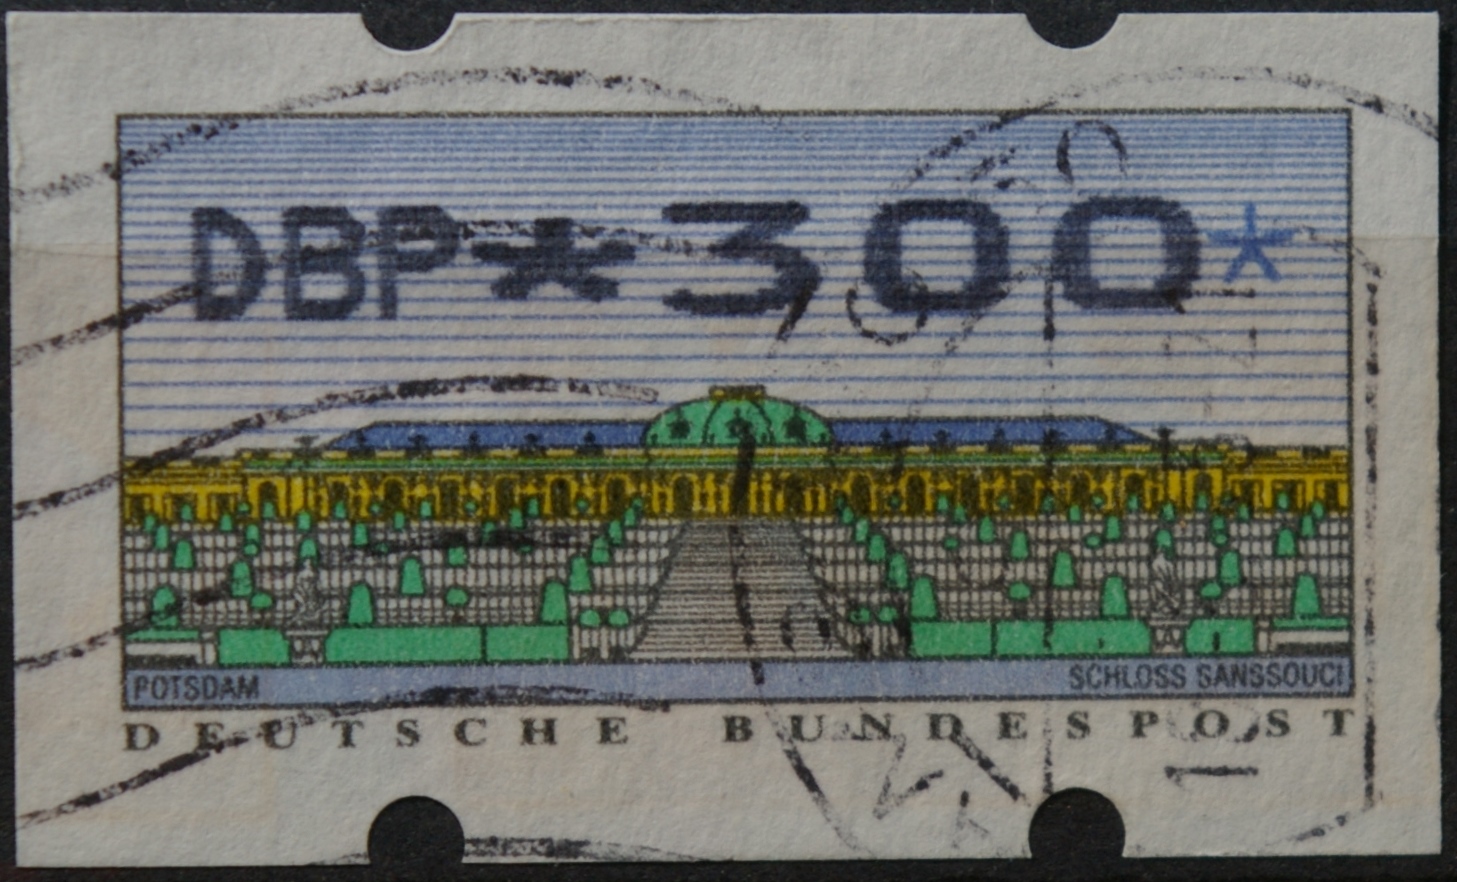 DBP*300*
POTSDAM
SCHLOSS SANSSOUCI
DEUTSCHE BUNDESPOST